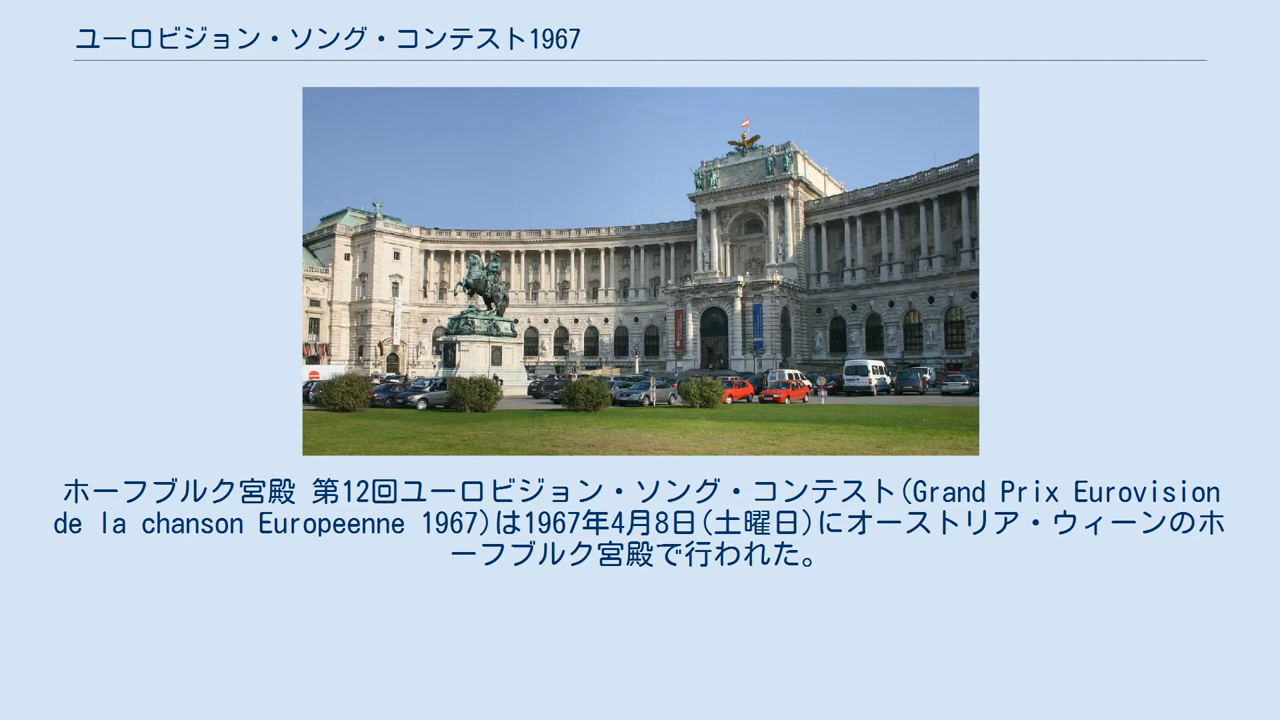 ユーロビジョン・ソング・コンテスト1967
ホーフブルク宮殿 第12回ユーロビジョン・ソング・コンテスト(Grand Prix Eurovision
de la chanson Europeenne 1967)は1967年4月8日(土曜日)にオーストリア・ウィーンのホ
ーフブルク宮殿で行われた。